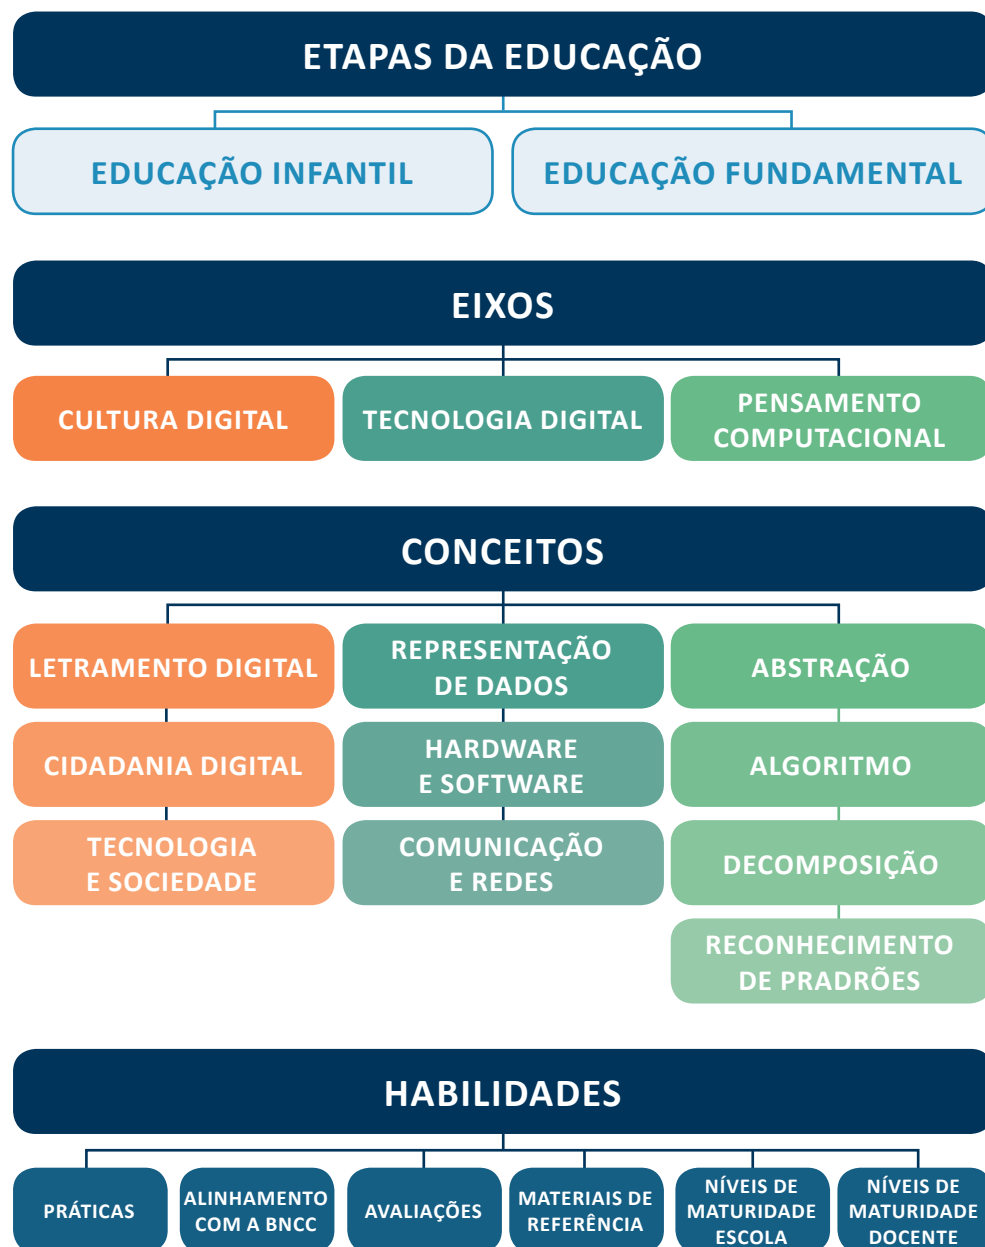 ETAPAS DA EDUCAÇÃO
EDUCAÇÃO INFANTIL
EDUCAÇÃO FUNDAMENTAL
EIXOS
CULTURA DIGITAL
TECNOLOGIA DIGITAL
PENSAMENTO
COMPUTACIONAL
CONCEITOS
LETRAMENTO DIGITAL
CIDADANIA DIGITAL
TECNOLOGIA
E SOCIEDADE
REPRESENTAÇÃO
DE DADOS
HARDWARE
E SOFTWARE
COMUNICAÇÃO
E REDES
ABSTRAÇÃO
ALGORITMO
DECOMPOSIÇÃO
RECONHECIMENTO
DE PRADRÕES
HABILIDADES
PRÁTICAS
ALINHAMENTO
COM A BNCC
AVALIAÇÕES
MATERIAIS DE
REFERÊNCIA
NÍVEIS DE
MATURIDADE
ESCOLA
NÍVEIS DE
MATURIDADE
DOCENTE